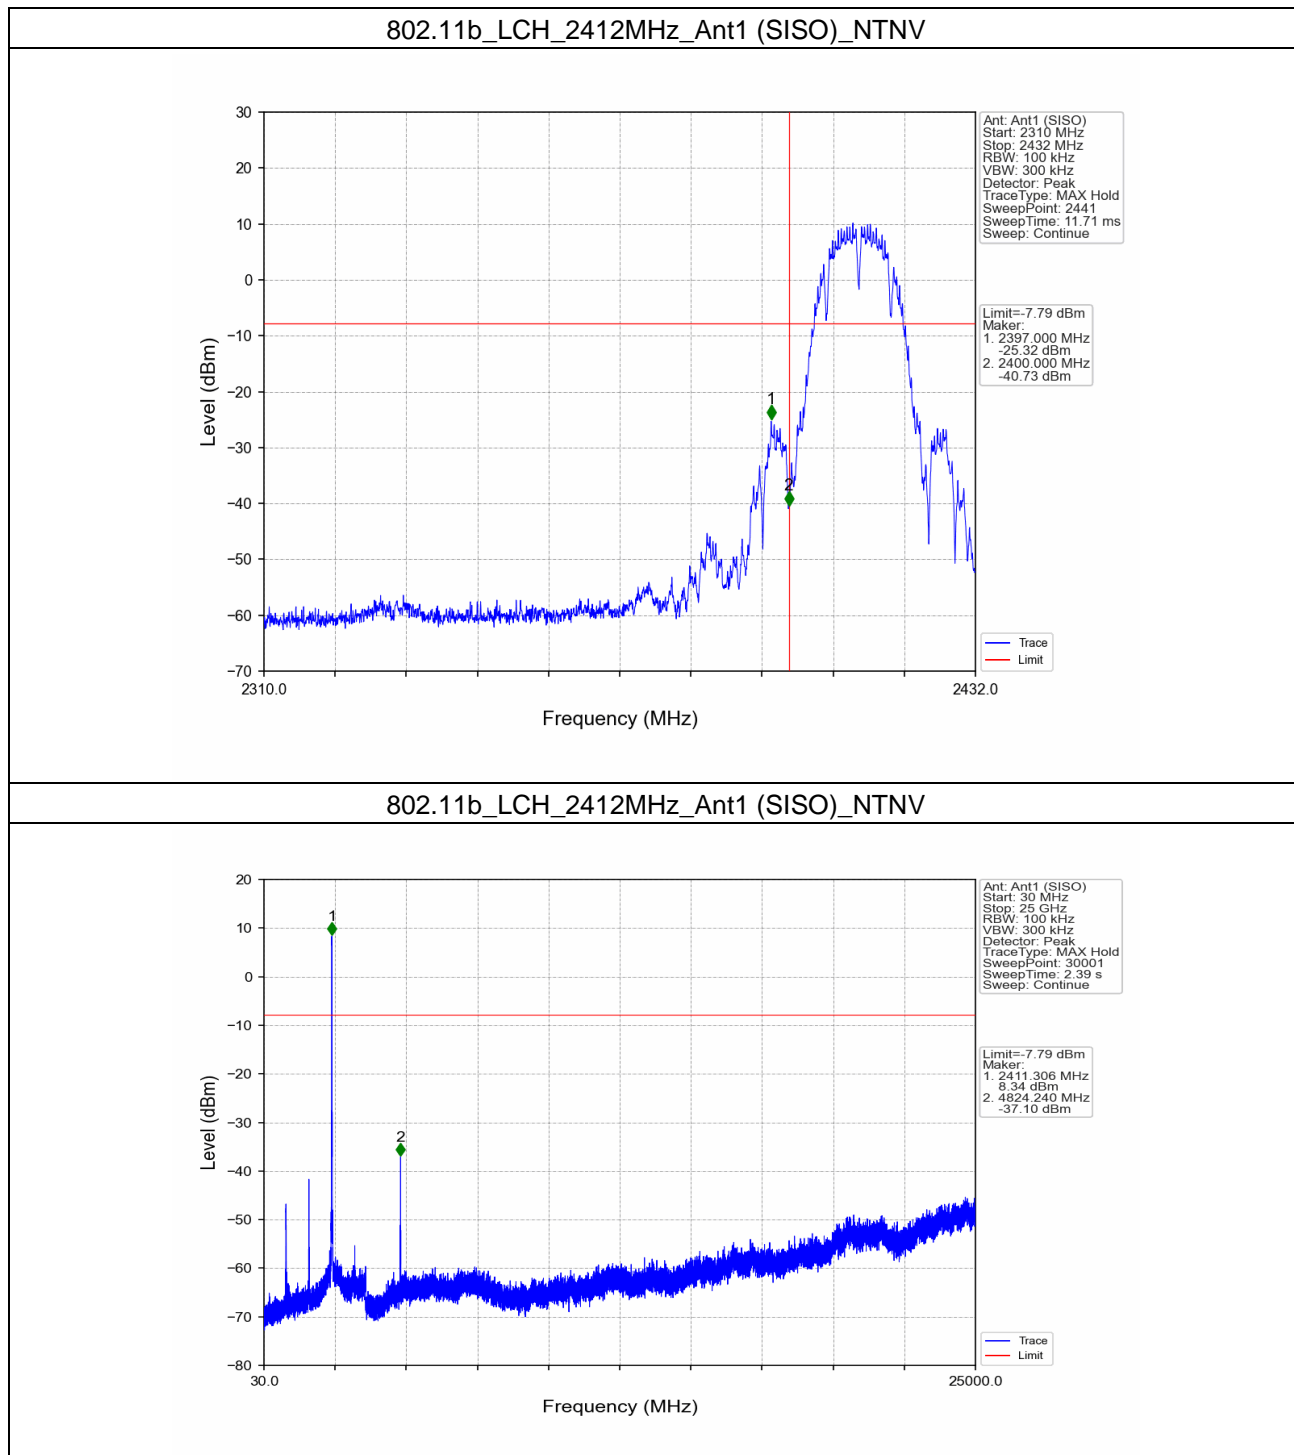 802.11b_LCH_2412MHz_Ant1 (SISO)_NTNV
30
20
10
0
−10
−20
−30
−40
−50
−60
−70
Level (dBm)
1
2
2310.0
2432.0
Frequency (MHz)
Ant: Ant1 (SISO)
Start: 2310 MHz
Stop: 2432 MHz
RBW: 100 kHz
VBW: 300 kHz
Detector: Peak
TraceType: MAX Hold
SweepPoint: 2441
SweepTime: 11.71 ms
Sweep: Continue
Limit=-7.79 dBm
Maker:
1. 2397.000 MHz
-25.32 dBm
2. 2400.000 MHz
-40.73 dBm
Trace
Limit
802.11b_LCH_2412MHz_Ant1 (SISO)_NTNV
20
10
0
−10
−20
−30
−40
−50
−60
−70
−80
Level (dBm)
1
2
30.0
25000.0
Frequency (MHz)
Ant: Ant1 (SISO)
Start: 30 MHz
Stop: 25 GHz
RBW: 100 kHz
VBW: 300 kHz
Detector: Peak
TraceType: MAX Hold
SweepPoint: 30001
SweepTime: 2.39 s
Sweep: Continue
Limit=-7.79 dBm
Maker:
1. 2411.306 MHz
8.34 dBm
2. 4824.240 MHz
-37.10 dBm
Trace
Limit